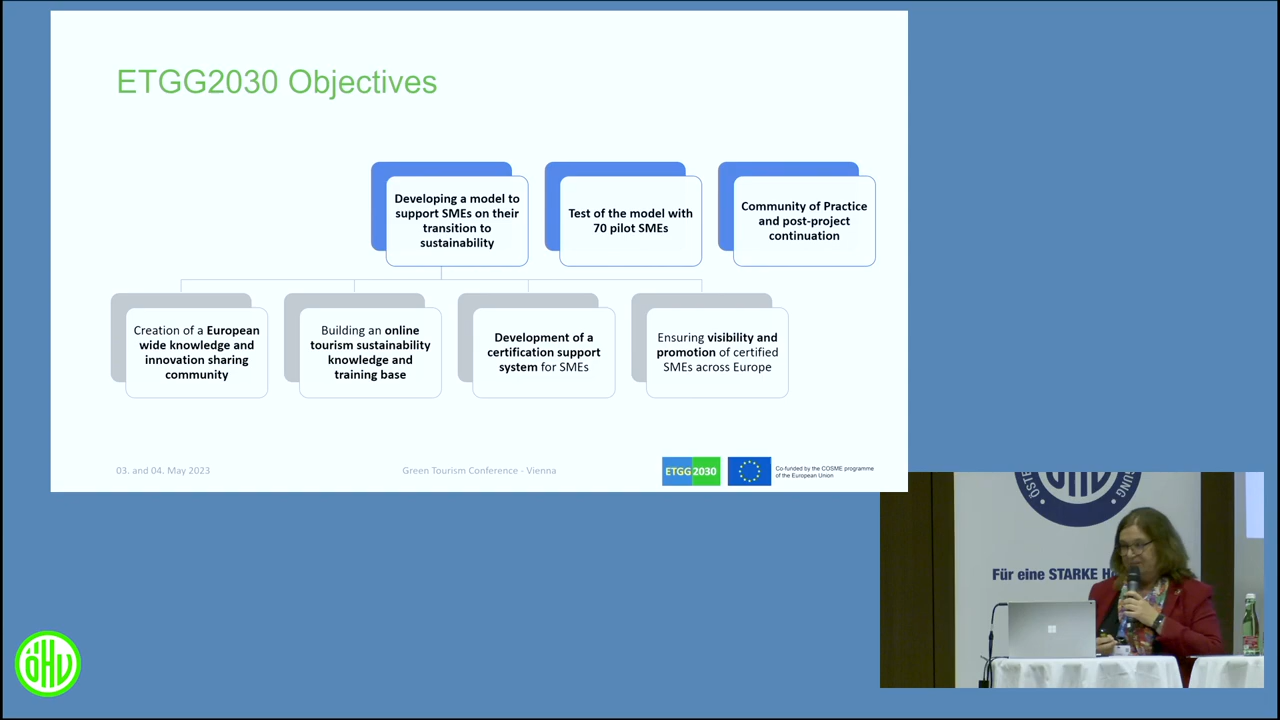 ETGG2030 Objectives
Developing a model to
support SMEs on their
transition to
sustainability
Test of the model with
70 pilot SMEs
Community of Practice
and post-project
continuation
Creation of a European
wide knowledge and
innovation sharing
community
Building an online
tourism sustainability
knowledge and
training base
Development of a
certification support
system for SMEs
Ensuring visibility and
promotion of certified
SMEs across Europe
03. and 04. May 2023
Green Tourism Conference - Vienna
ETGG2030
Co-funded by the COSME programme
of the European Union
Für eine STARKE
ÖHV